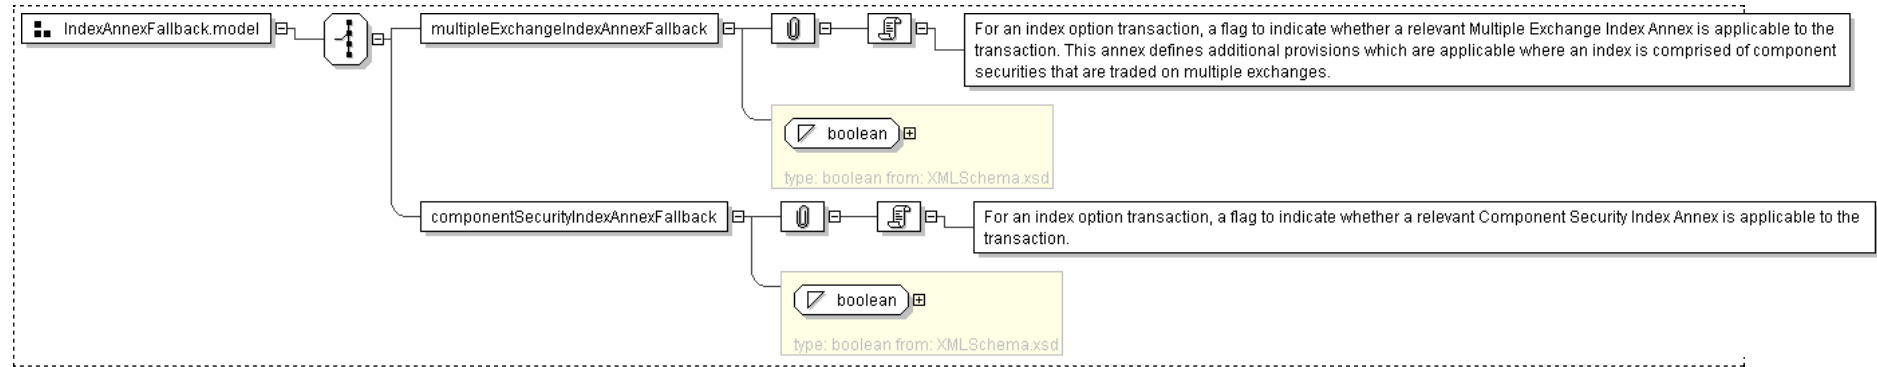 IndexAnnexFallback.model
multipleExchangeIndexAnnexFallback
For an index option transaction, a flag to indicate whether a relevant Multiple Exchange Index Annex is applicable to the
transaction. This annex defines additional provisions which are applicable where an index is comprised of component
securities that are traded on multiple exchanges.
boolean
type: boolean from: XMLSchema.xsd
componentSecurityIndexAnnexFallback
For an index option transaction, a flag to indicate whether a relevant Component Security Index Annex is applicable to the
transaction.
boolean
type: boolean from: XMLSchema.xsd